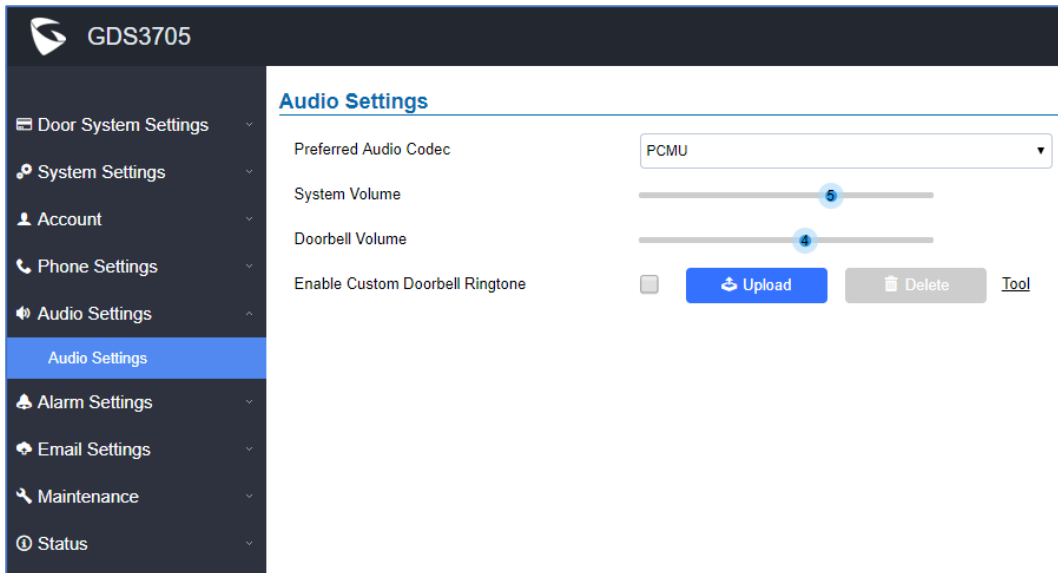 GDS3705
Door System Settings
System Settings
Account
Phone Settings
Audio Settings
Audio Settings
Alarm Settings
Email Settings
Maintenance
Status
Audio Settings
Preferred Audio Codec PCMU
System Volume 5
Doorbell Volume 4
Enable Custom Doorbell Ringtone Upload Delete Tool